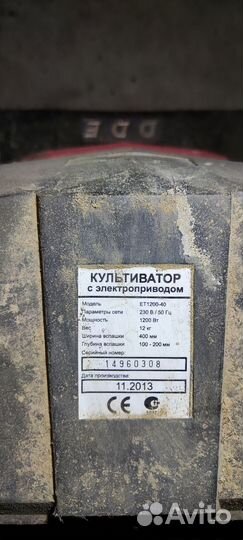 DDE
КУЛЬТИВАТОР
с электроприводом
Модель ET1200-40
Параметры сети 230 В / 50 Гц
Мощность 1200 Вт
Вес 12 кг
Ширина вспашки 400 мм
Глубина вспашки 100 - 200 мм
Серийный номер:
14960308
Дата производства:
11.2013
CE
Avito